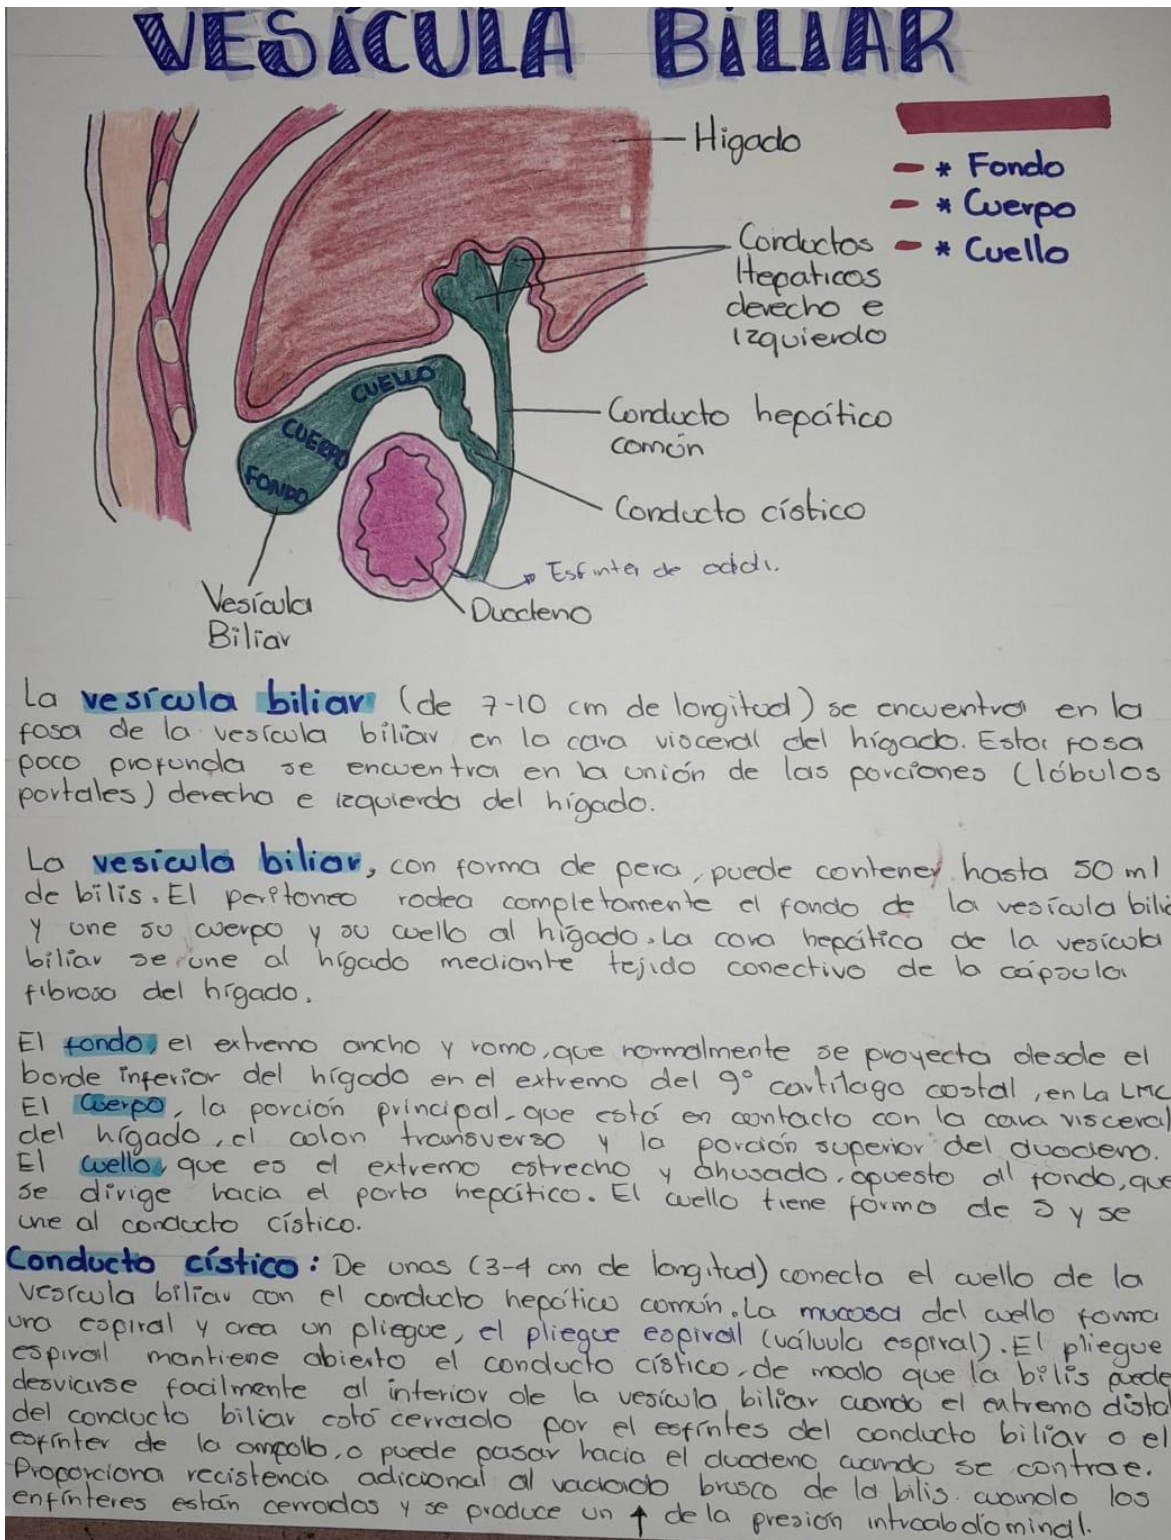 VESÍCULA BILIAR
Higado
* Fondo
* Cuerpo
* Cuello
Conductos
Hepaticos
derecho e
izquierdo
CUELLO
CUERPO
FONDO
Conducto hepático
común
Conducto cístico
Esfinter de oddi.
Duodeno
Vesícula
Biliar
La vesícula biliar (de 7-10 cm de longitud) se encuentra en la
fosa de la vesícula biliar en la cara visceral del hígado. Esta fosa
poco profunda se encuentra en la unión de las porciones (lóbulos
portales) derecha e izquierda del hígado.
La vesícula biliar, con forma de pera, puede contener hasta 50 ml
de bilis. El peritoneo rodea completamente el fondo de la vesícula bilia
y une su cuerpo y su cuello al hígado. La cara hepática de la vesícula
biliar se une al hígado mediante tejido conectivo de la cápsula
fibrosa del hígado.
El fondo, el extremo ancho y romo, que normalmente se proyecta desde el
borde inferior del hígado en el extremo del 9° cartílago costal, en la LMC
El Cuerpo, la porción principal, que está en contacto con la cara visceral
del hígado, el colon transverso y la porción superior del duodeno.
El cuello, que es el extremo estrecho y ahusado, opuesto al fondo, que
se dirige hacia el porta hepático. El cuello tiene forma de S y se
une al conducto cístico.
Conducto cístico: De unas (3-4 cm de longitud) conecta el cuello de la
vesícula biliar con el conducto hepático común. La mucosa del cuello forma
una espiral y crea un pliegue, el pliegue espiral (válvula espiral). El pliegue
espiral mantiene abierto el conducto cístico, de modo que la bilis puede
desviarse facilmente al interior de la vesícula biliar cuando el extremo distal
del conducto biliar está cerrado por el esfíntes del conducto biliar o el
esfínter de la ampolla, o puede pasar hacia el duodeno cuando se contrae.
Proporciona recistencia adicional al vaciado brusco de la bilis. cuando los
enfínteres están cerrados y se produce un ↑ de la presión intraabdominal.